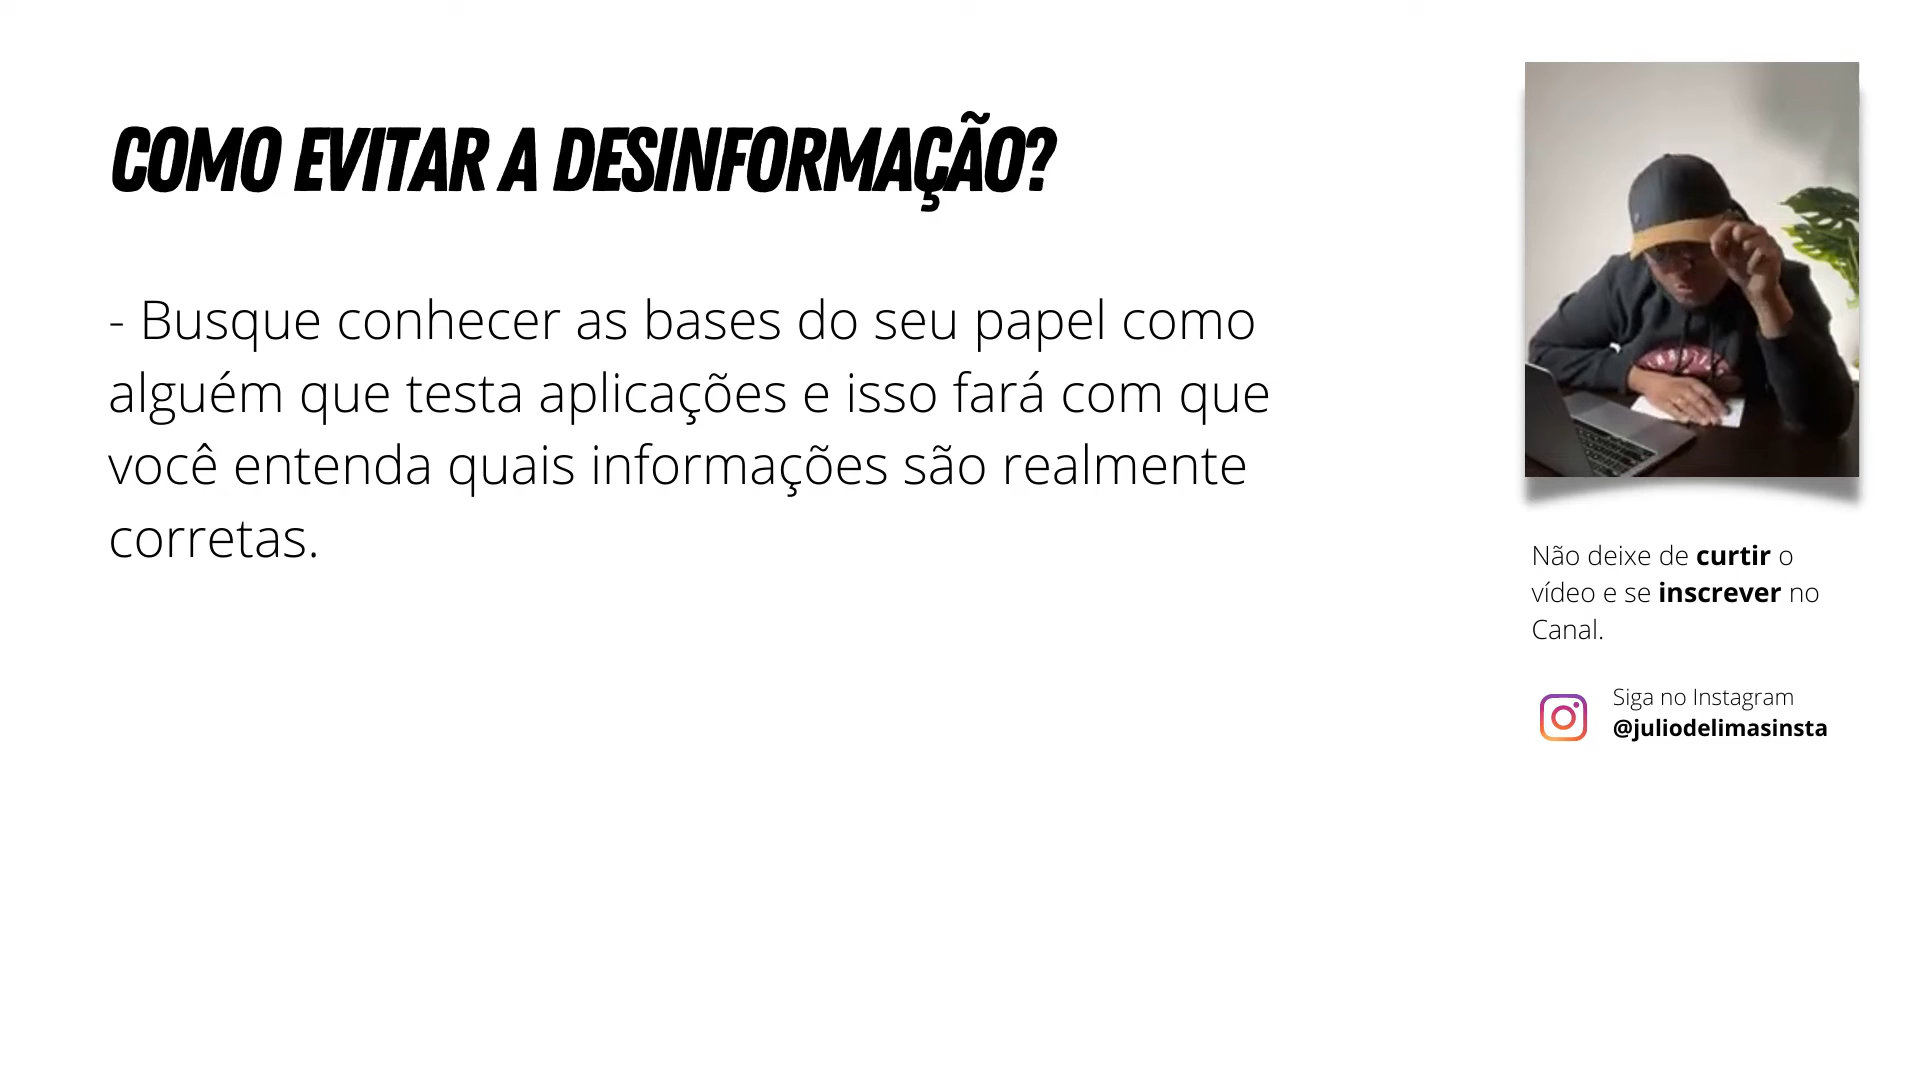 COMO EVITAR A DESINFORMAÇÃO?
- Busque conhecer as bases do seu papel como
alguém que testa aplicações e isso fará com que
você entenda quais informações são realmente
corretas.
Não deixe de curtir o
vídeo e se inscrever no
Canal.
Siga no Instagram
@juliodelimasinsta